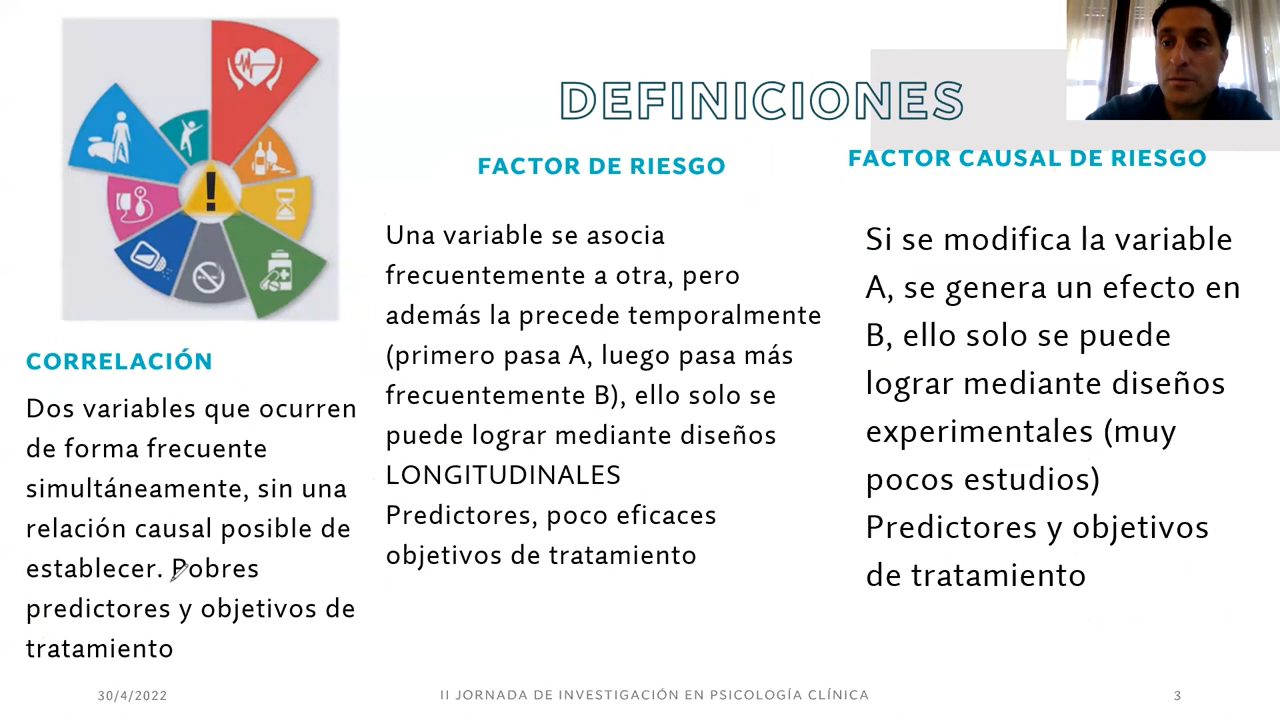 DEFINICIONES
CORRELACIÓN
Dos variables que ocurren
de forma frecuente
simultáneamente, sin una
relación causal posible de
establecer. Pobres
predictores y objetivos de
tratamiento
FACTOR DE RIESGO
Una variable se asocia
frecuentemente a otra, pero
además la precede temporalmente
(primero pasa A, luego pasa más
frecuentemente B), ello solo se
puede lograr mediante diseños
LONGITUDINALES
Predictores, poco eficaces
objetivos de tratamiento
FACTOR CAUSAL DE RIESGO
Si se modifica la variable
A, se genera un efecto en
B, ello solo se puede
lograr mediante diseños
experimentales (muy
pocos estudios)
Predictores y objetivos
de tratamiento
30/4/2022
II JORNADA DE INVESTIGACIÓN EN PSICOLOGÍA CLÍNICA
3